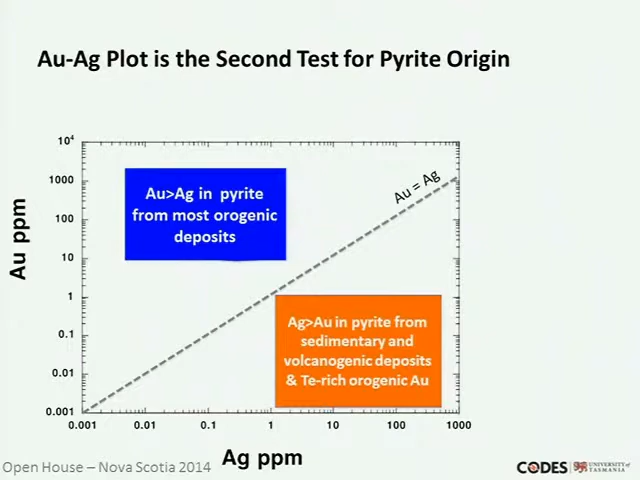 Au-Ag Plot is the Second Test for Pyrite Origin
10⁴
1000
100
10
1
0.1
0.01
0.001
Au ppm
Au>Ag in pyrite
from most orogenic
deposits
Au = Ag
Ag>Au in pyrite from
sedimentary and
volcanogenic deposits
& Te-rich orogenic Au
0.001 0.01 0.1 1 10 100 1000
Ag ppm
Open House – Nova Scotia 2014
CODES
UNIVERSITY of
TASMANIA